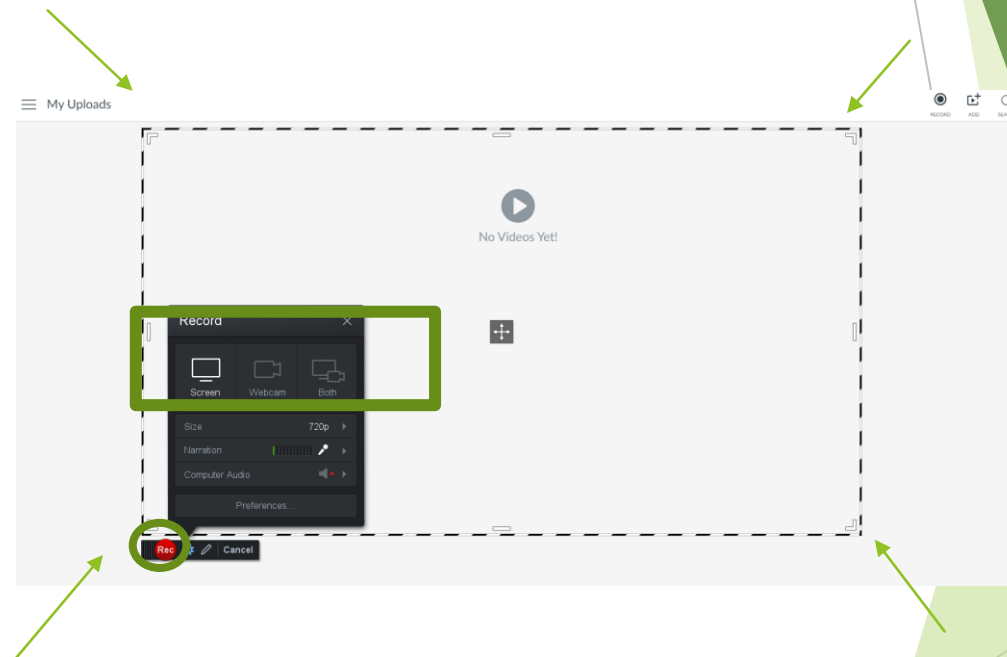 My Uploads
RECORD ADD
No Videos Yet!
Record
Screen Webcam Both
Size 720p
Narration
Computer Audio
Preferences...
Rec Cancel